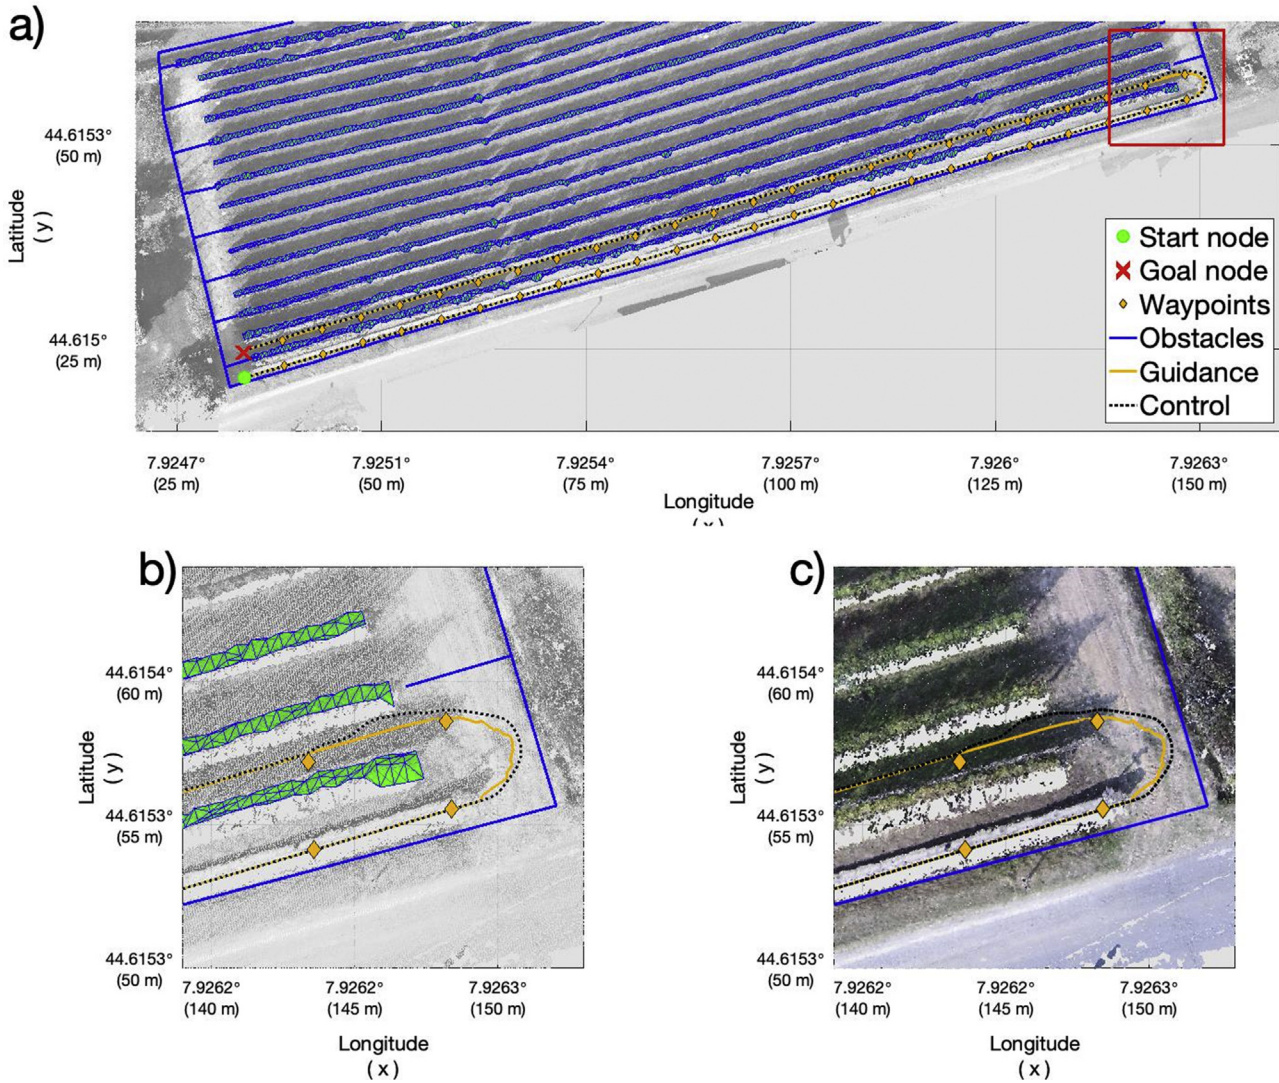 a)
44.6153°
(50 m)
Latitude
( y )
44.615°
(25 m)
Start node
Goal node
Waypoints
Obstacles
Guidance
Control
7.9247°
(25 m)
7.9251°
(50 m)
7.9254°
(75 m)
7.9257°
(100 m)
7.926°
(125 m)
7.9263°
(150 m)
Longitude
( x )
b)
44.6154°
(60 m)
Latitude
( y )
44.6153°
(55 m)
44.6153°
(50 m)
7.9262°
(140 m)
7.9262°
(145 m)
7.9263°
(150 m)
Longitude
( x )
c)
44.6154°
(60 m)
Latitude
( y )
44.6153°
(55 m)
44.6153°
(50 m)
7.9262°
(140 m)
7.9262°
(145 m)
7.9263°
(150 m)
Longitude
( x )